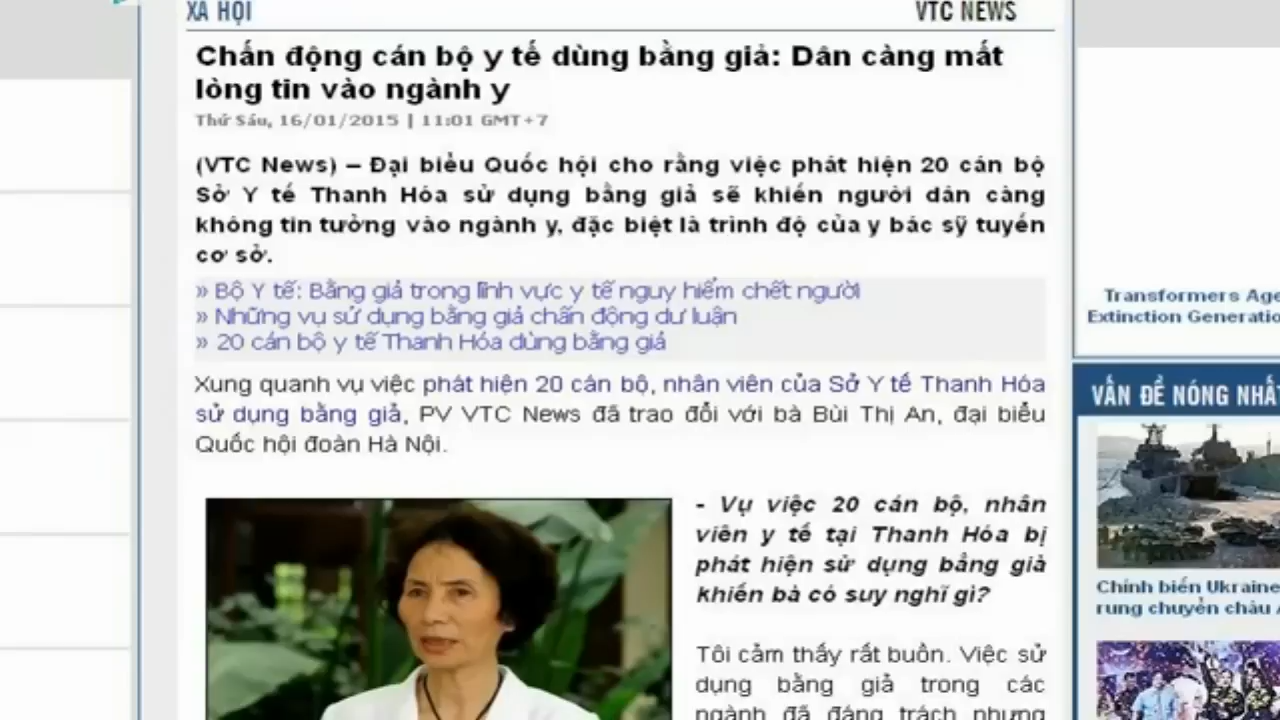 XÃ HỘI
VTC NEWS
Chấn động cán bộ y tế dùng bằng giả: Dân càng mất
lòng tin vào ngành y
Thứ Sáu, 16/01/2015 | 11:01 GMT+7
(VTC News) – Đại biểu Quốc hội cho rằng việc phát hiện 20 cán bộ
Sở Y tế Thanh Hóa sử dụng bằng giả sẽ khiến người dân càng
không tin tưởng vào ngành y, đặc biệt là trình độ của y bác sỹ tuyến
cơ sở.
» Bộ Y tế: Bằng giả trong lĩnh vực y tế nguy hiểm chết người
» Những vụ sử dụng bằng giả chấn động dư luận
» 20 cán bộ y tế Thanh Hóa dùng bằng giả
Xung quanh vụ việc phát hiện 20 cán bộ, nhân viên của Sở Y tế Thanh Hóa
sử dụng bằng giả, PV VTC News đã trao đổi với bà Bùi Thị An, đại biểu
Quốc hội đoàn Hà Nội.
- Vụ việc 20 cán bộ, nhân
viên y tế tại Thanh Hóa bị
phát hiện sử dụng bằng giả
khiến bà có suy nghĩ gì?
Tôi cảm thấy rất buồn. Việc sử
dụng bằng giả trong các
ngành đã đáng trách nhưng
Transformers Age
Extinction Generatio
VẤN ĐỀ NÓNG NHẤT
Chính biến Ukraine
rung chuyển châu